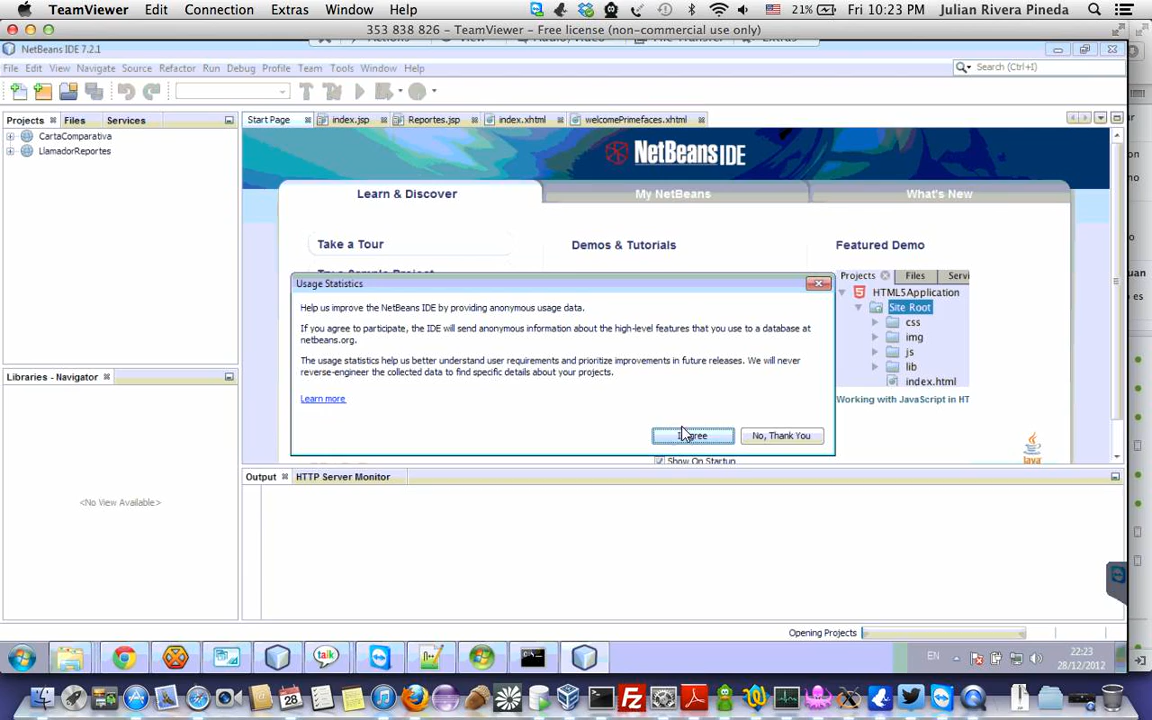 TeamViewer Edit Connection Extras Window Help
21% Fri 10:23 PM Julian Rivera Pineda
353 838 826 - TeamViewer - Free license (non-commercial use only)
NetBeans IDE 7.2.1
File Edit View Navigate Source Refactor Run Debug Profile Team Tools Window Help
Search (Ctrl+I)
Projects Files Services
Start Page index.jsp Reportes.jsp index.xhtml welcomePrimefaces.xhtml
CartaComparativa
LlamadorReportes
NetBeans IDE
Learn & Discover My NetBeans What's New
Take a Tour Demos & Tutorials Featured Demo
Projects Files Servi
HTML5Application
Site Root
css
img
js
lib
index.html
Working with JavaScript in HT
Usage Statistics
Help us improve the NetBeans IDE by providing anonymous usage data.
If you agree to participate, the IDE will send anonymous information about the high-level features that you use to a database at
netbeans.org.
The usage statistics help us better understand user requirements and prioritize improvements in future releases. We will never
reverse-engineer the collected data to find specific details about your projects.
Learn more
I Agree No, Thank You
Show On Startup
Java
Libraries - Navigator
<No View Available>
Output HTTP Server Monitor
Opening Projects
talk
EN
22:23
28/12/2012